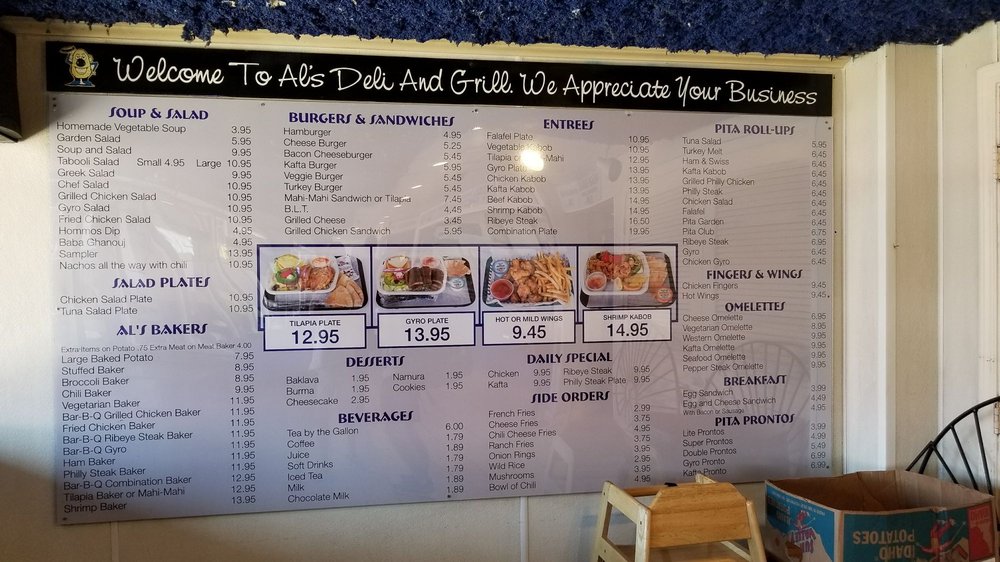 Welcome To Al's Deli And Grill. We Appreciate Your Business
SOUP & SALAD
Homemade Vegetable Soup 3.95
Garden Salad 5.95
Soup and Salad 9.95
Tabooli Salad Small 4.95 Large 10.95
Greek Salad 9.95
Chef Salad 10.95
Grilled Chicken Salad 10.95
Gyro Salad 10.95
Fried Chicken Salad 10.95
Hommos Dip 4.95
Baba Ghanouj 4.95
Sampler 13.95
Nachos all the way with chili 10.95
SALAD PLATES
Chicken Salad Plate 10.95
*Tuna Salad Plate 10.95
AL'S BAKERS
Extra Items on Potato .75 Extra Meat on Meat Baker 4.00
Large Baked Potato 7.95
Stuffed Baker 8.95
Broccoli Baker 8.95
Chili Baker 9.95
Vegetarian Baker 11.95
Bar-B-Q Grilled Chicken Baker 11.95
Fried Chicken Baker 11.95
Bar-B-Q Ribeye Steak Baker 11.95
Bar-B-Q Gyro 11.95
Ham Baker 11.95
Philly Steak Baker 11.95
Bar-B-Q Combination Baker 12.95
Tilapia Baker or Mahi-Mahi 12.95
Shrimp Baker 13.95
BURGERS & SANDWICHES
Hamburger 4.95
Cheese Burger 5.25
Bacon Cheeseburger 5.45
Kafta Burger 5.95
Veggie Burger 5.45
Turkey Burger 5.45
Mahi-Mahi Sandwich or Tilapia 7.45
B.L.T. 4.45
Grilled Cheese 3.45
Grilled Chicken Sandwich 5.95
ENTREES
Falafel Plate 10.95
Vegetable Kabob 10.95
Tilapia or Mahi-Mahi 12.95
Gyro Plate 13.95
Chicken Kabob 13.95
Kafta Kabob 13.95
Beef Kabob 14.95
Shrimp Kabob 14.95
Ribeye Steak 16.50
Combination Plate 19.95
TILAPIA PLATE
12.95
GYRO PLATE
13.95
HOT OR MILD WINGS
9.45
SHRIMP KABOB
14.95
DESSERTS
Baklava 1.95 Namura 1.95
Burma 1.95 Cookies 1.95
Cheesecake 2.95
BEVERAGES
Tea by the Gallon 6.00
Coffee 1.79
Juice 1.79
Soft Drinks 1.89
Iced Tea 1.89
Milk 1.89
Chocolate Milk
DAILY SPECIAL
Chicken 9.95 Ribeye Steak 9.95
Kafta 9.95 Philly Steak Plate 9.95
SIDE ORDERS
French Fries 2.99
Cheese Fries 3.75
Chili Cheese Fries 4.95
Ranch Fries 3.75
Onion Rings 3.95
Wild Rice 2.95
Mushrooms 3.95
Bowl of Chili 4.95
PITA ROLL-UPS
Tuna Salad 5.95
Turkey Melt 6.45
Ham & Swiss 6.45
Kafta Kabob 6.45
Grilled Philly Chicken 6.45
Philly Steak 6.45
Chicken Salad 6.45
Falafel 6.45
Pita Garden 6.45
Pita Club 6.75
Ribeye Steak 6.95
Gyro 6.45
Chicken Gyro 6.45
FINGERS & WINGS
Chicken Fingers 9.45
Hot Wings 9.45
OMELETTES
Cheese Omelette 6.95
Vegetarian Omelette 8.95
Western Omelette 9.95
Kafta Omelette 9.95
Seafood Omelette 9.95
Pepper Steak Omelette 9.95
BREAKFAST
Egg Sandwich 3.99
Egg and Cheese Sandwich 4.49
With Bacon or Sausage 4.95
PITA PRONTOS
Lite Prontos 3.99
Super Prontos 4.99
Double Prontos 5.49
Gyro Pronto 6.99
Kafta Pronto 6.99
IDAHO
POTATOES